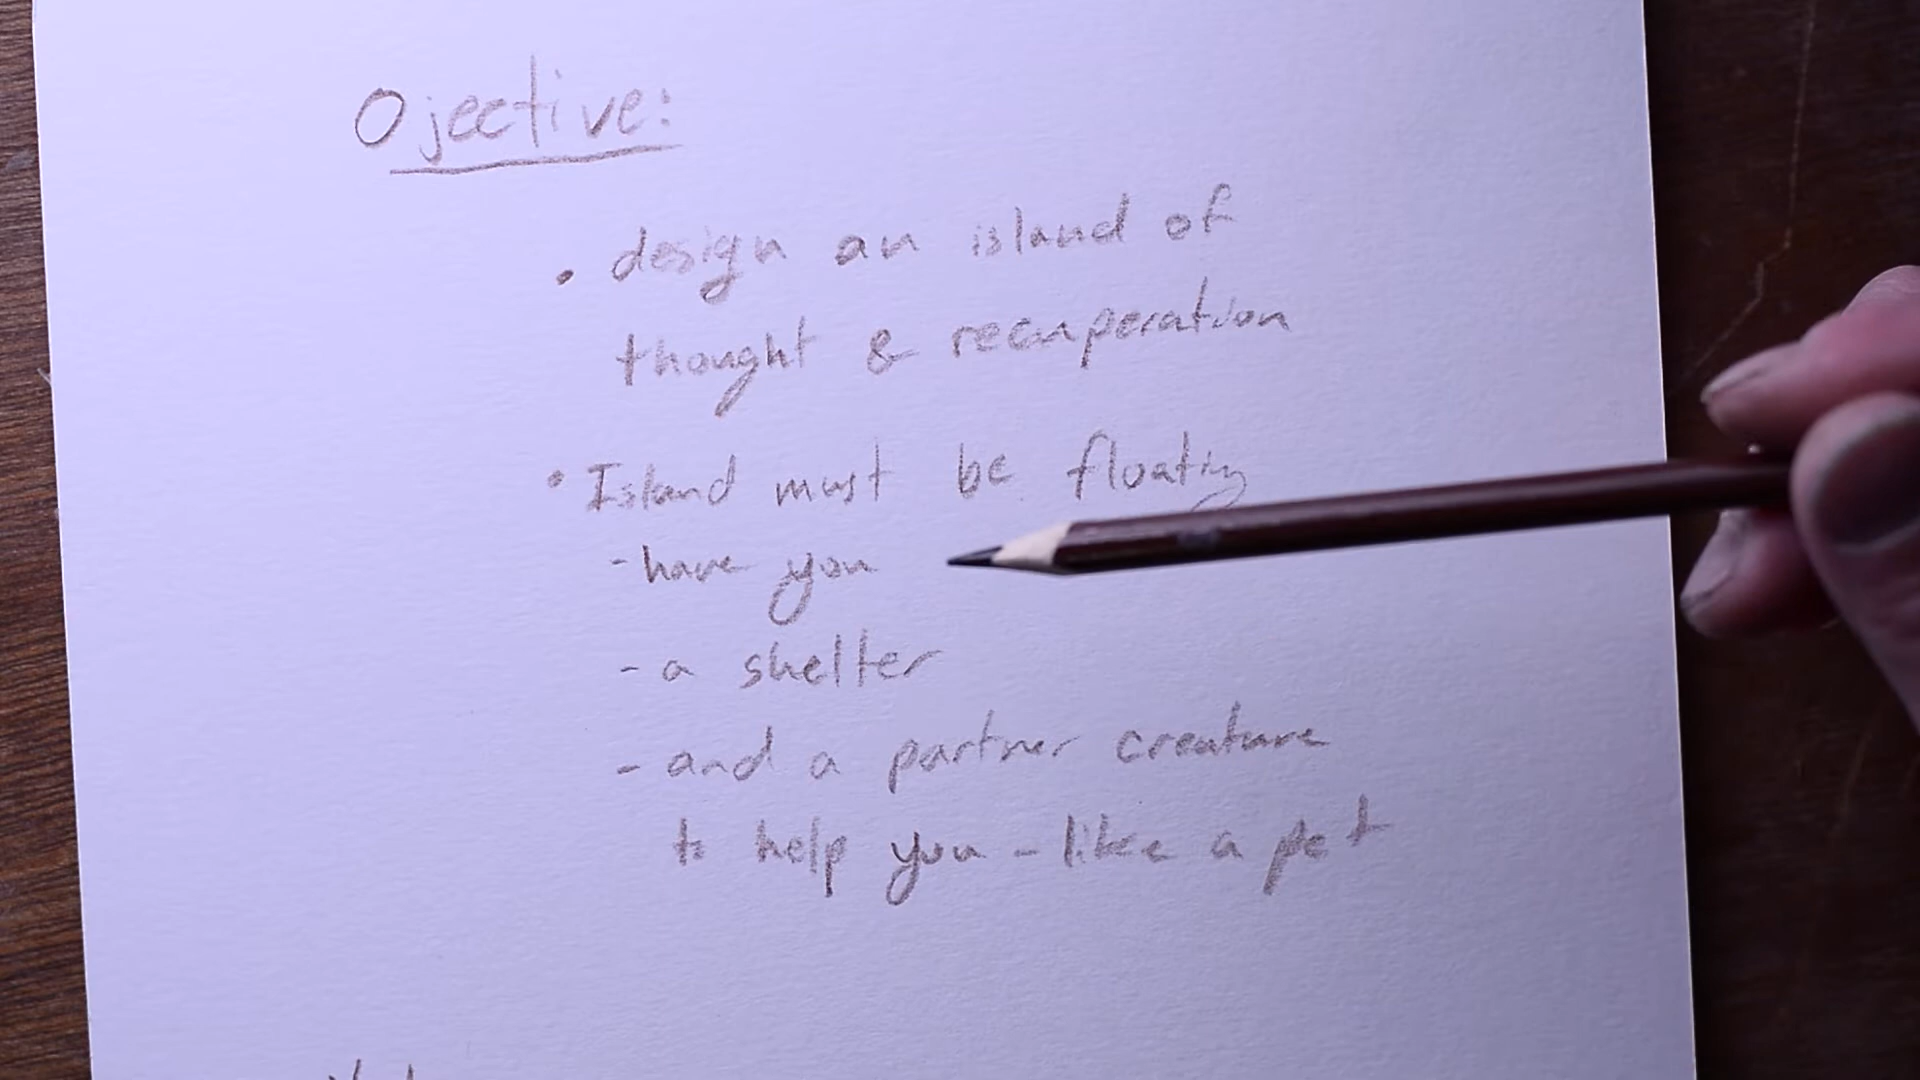 Ojective:
• design an island of
thought & recuperation
• Island must be floating
- have you
- a shelter
- and a partner creature
to help you - like a pet